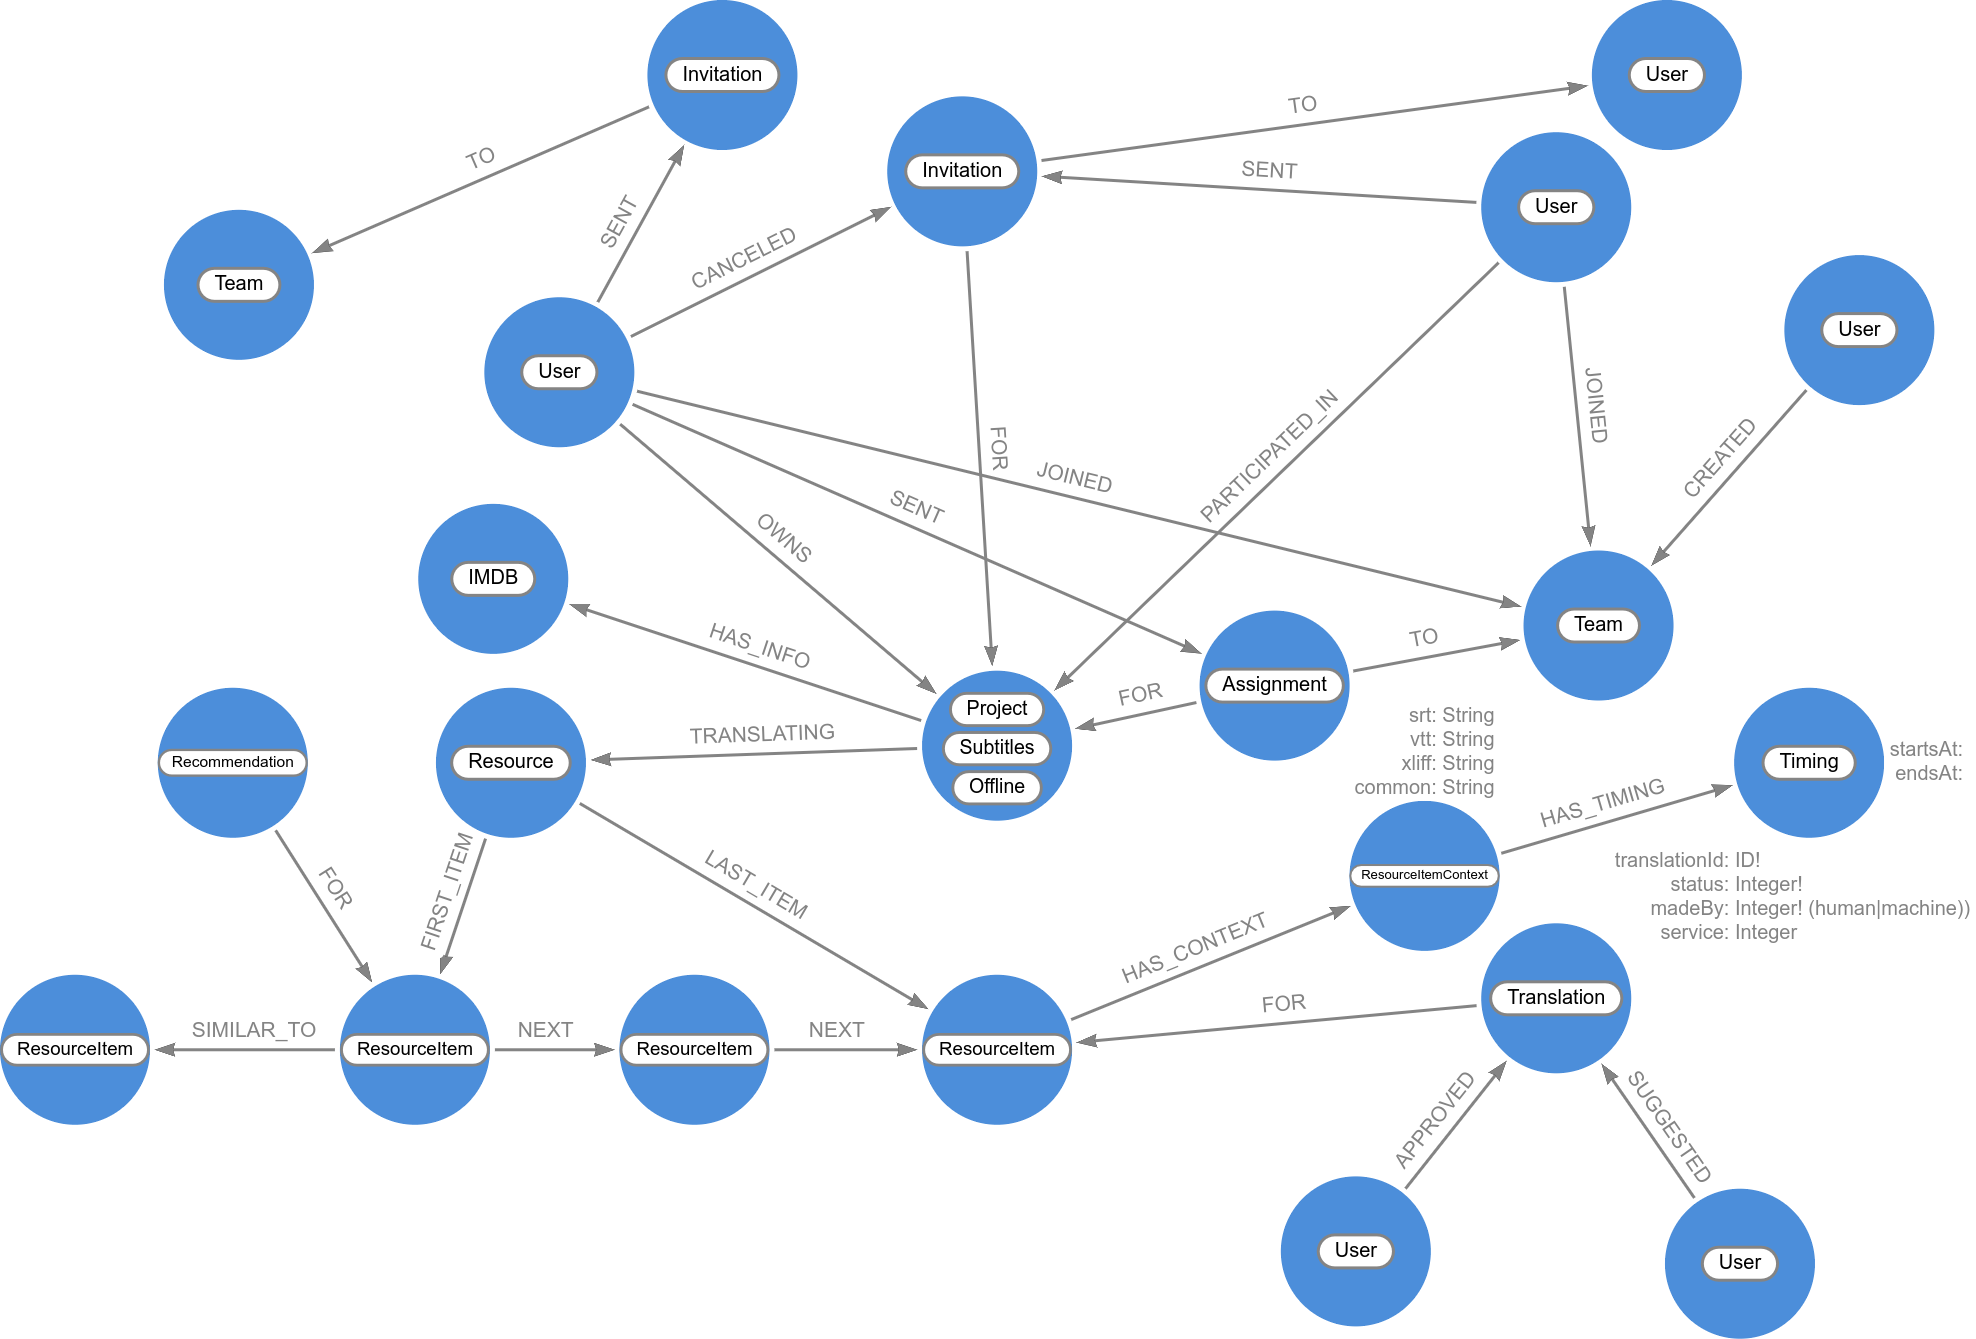 Invitation
User
TO
Invitation
TO
SENT
User
Team
SENT
CANCELED
User
User
JOINED
PARTICIPATED_IN
CREATED
FOR
JOINED
SENT
OWNS
IMDB
HAS_INFO
Team
TO
Assignment
FOR
Project
Subtitles
Offline
TRANSLATING
Resource
Recommendation
srt: String
vtt: String
xliff: String
common: String
Timing
startsAt:
endsAt:
HAS_TIMING
ResourceItemContext
translationId: ID!
status: Integer!
madeBy: Integer! (human|machine))
service: Integer
FOR
FIRST_ITEM
LAST_ITEM
HAS_CONTEXT
Translation
FOR
ResourceItem
SIMILAR_TO
ResourceItem
NEXT
ResourceItem
NEXT
ResourceItem
APPROVED
SUGGESTED
User
User